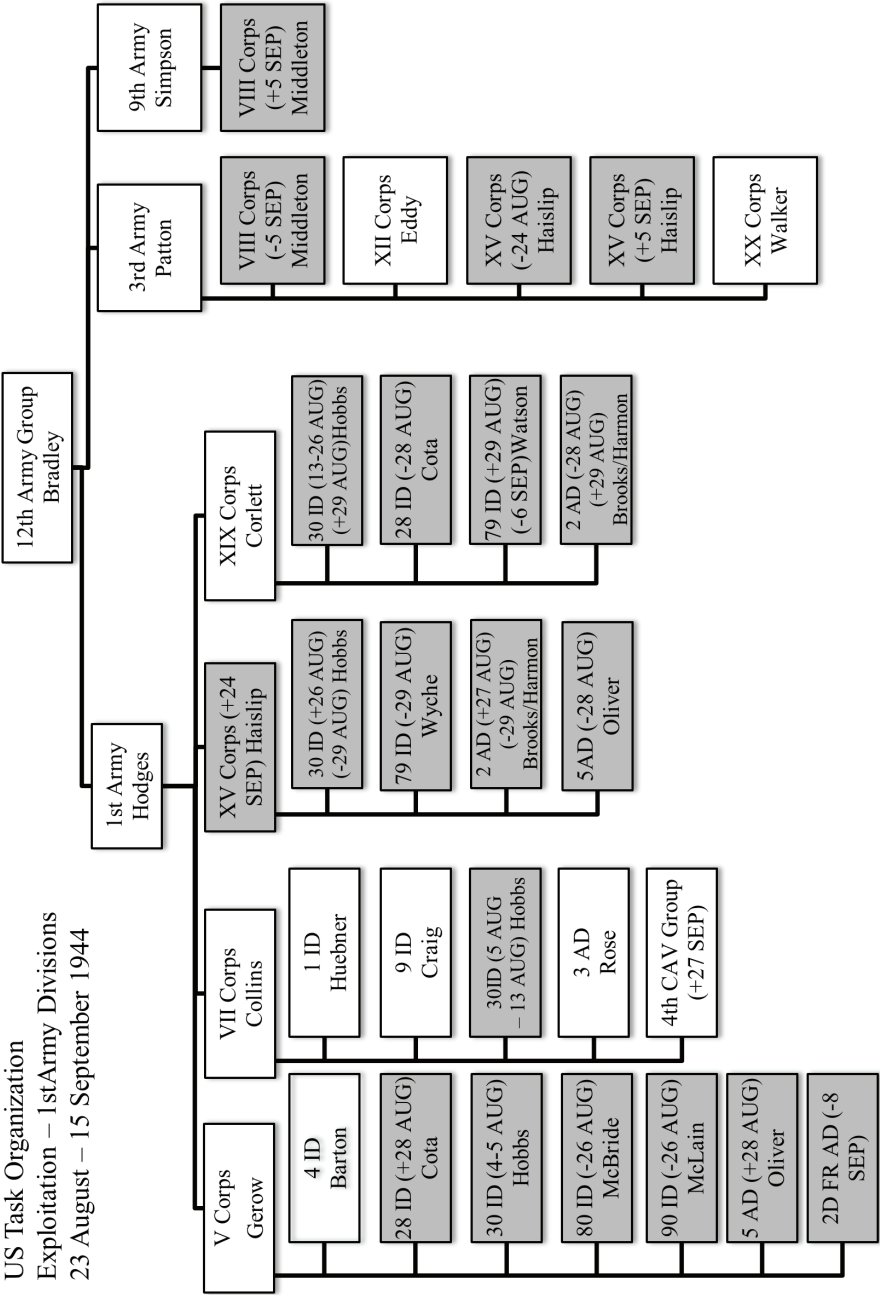 US Task Organization
Exploitation – 1stArmy Divisions
23 August – 15 September 1944
12th Army Group
Bradley
1st Army
Hodges
3rd Army
Patton
9th Army
Simpson
V Corps
Gerow
4 ID
Barton
28 ID (+28 AUG)
Cota
30 ID (4-5 AUG)
Hobbs
80 ID (-26 AUG)
McBride
90 ID (-26 AUG)
McLain
5 AD (+28 AUG)
Oliver
2D FR AD (-8
SEP)
VII Corps
Collins
1 ID
Huebner
9 ID
Craig
30ID (5 AUG
– 13 AUG) Hobbs
3 AD
Rose
4th CAV Group
(+27 SEP)
XV Corps (+24
SEP) Haislip
30 ID (+26 AUG)
(-29 AUG) Hobbs
79 ID (-29 AUG)
Wyche
2 AD (+27 AUG)
(-29 AUG)
Brooks/Harmon
5AD (-28 AUG)
Oliver
XIX Corps
Corlett
30 ID (13-26 AUG)
(+29 AUG)Hobbs
28 ID (-28 AUG)
Cota
79 ID (+29 AUG)
(-6 SEP)Watson
2 AD (-28 AUG)
(+29 AUG)
Brooks/Harmon
VIII Corps
(-5 SEP)
Middleton
XII Corps
Eddy
XV Corps
(-24 AUG)
Haislip
XV Corps
(+5 SEP)
Haislip
XX Corps
Walker
VIII Corps
(+5 SEP)
Middleton